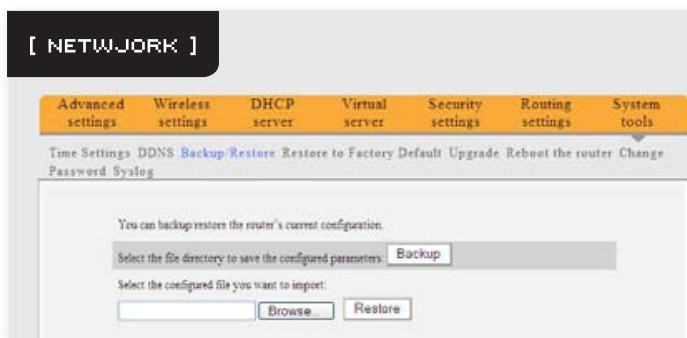 [ NETWJORK ]
Advanced settings Wireless settings DHCP server Virtual server Security settings Routing settings System tools
Time Settings DDNS Backup/Restore Restore to Factory Default Upgrade Reboot the router Change
Password Syslog
You can backup restore the router's current configuration.
Select the file directory to save the configured parameters: Backup
Select the configured file you want to import:
Browse... Restore